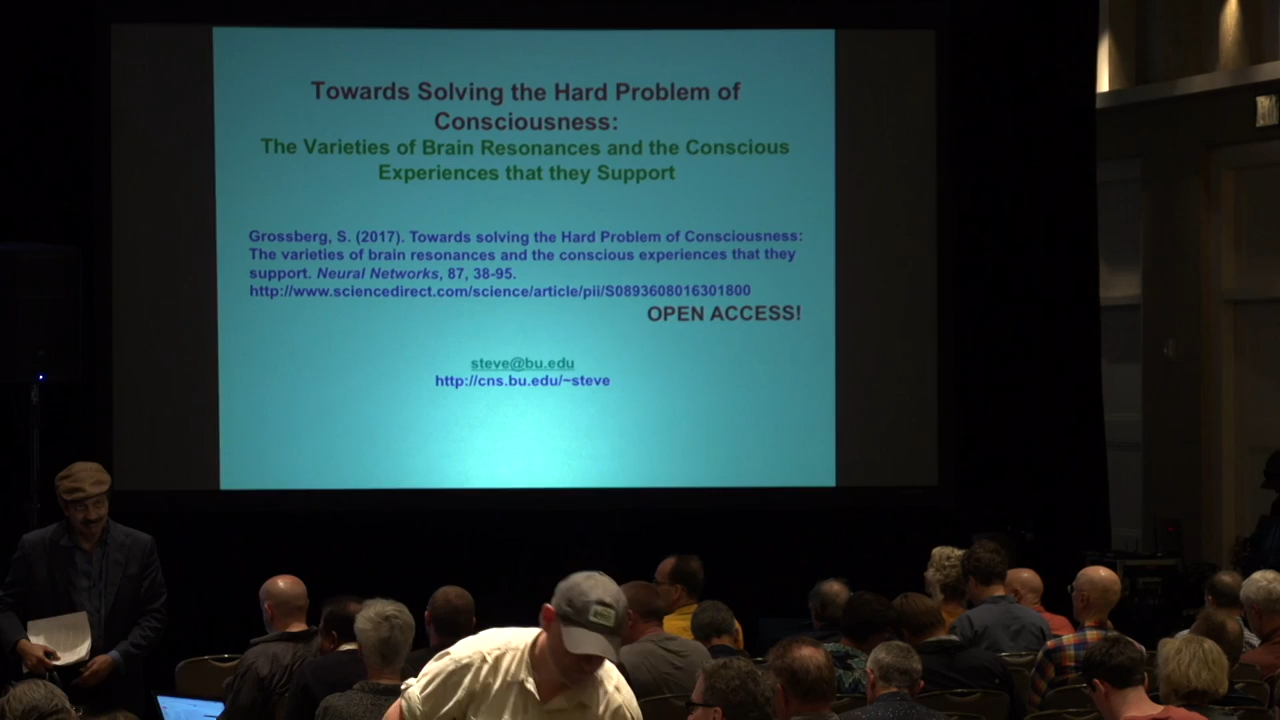 Towards Solving the Hard Problem of
Consciousness:
The Varieties of Brain Resonances and the Conscious
Experiences that they Support
Grossberg, S. (2017). Towards solving the Hard Problem of Consciousness:
The varieties of brain resonances and the conscious experiences that they
support. Neural Networks, 87, 38-95.
http://www.sciencedirect.com/science/article/pii/S0893608016301800
OPEN ACCESS!
steve@bu.edu
http://cns.bu.edu/~steve